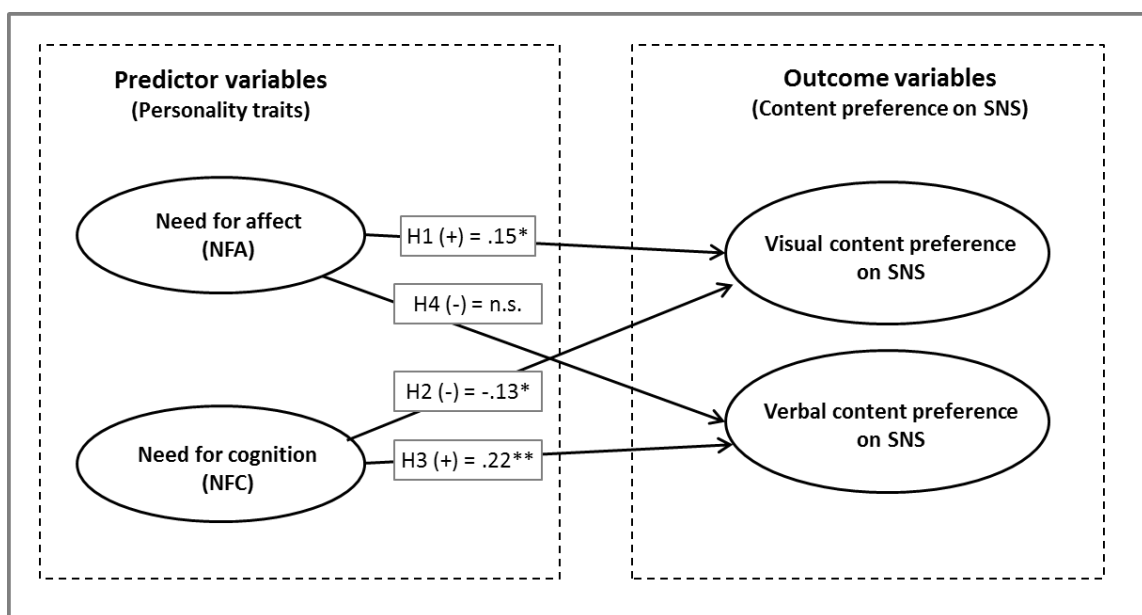 Predictor variables
(Personality traits)
Outcome variables
(Content preference on SNS)
Need for affect
(NFA)
H1 (+) = .15*
Visual content preference
on SNS
H4 (-) = n.s.
H2 (-) = -.13*
Need for cognition
(NFC)
H3 (+) = .22**
Verbal content preference
on SNS